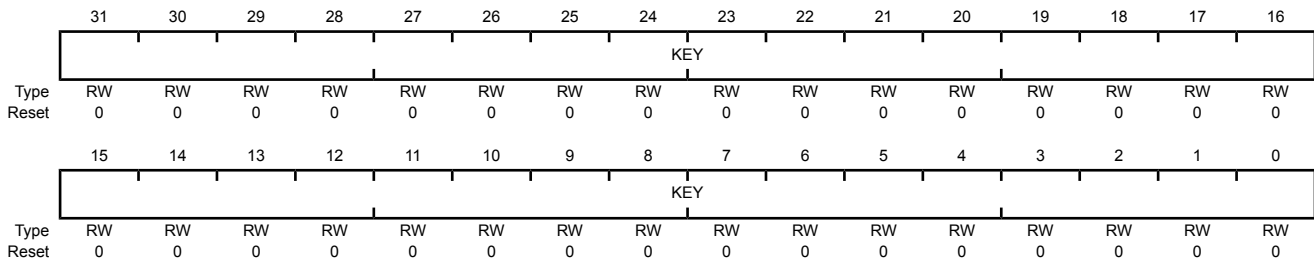 31 30 29 28 27 26 25 24 23 22 21 20 19 18 17 16
KEY
Type RW RW RW RW RW RW RW RW RW RW RW RW RW RW RW RW
Reset 0 0 0 0 0 0 0 0 0 0 0 0 0 0 0 0
15 14 13 12 11 10 9 8 7 6 5 4 3 2 1 0
KEY
Type RW RW RW RW RW RW RW RW RW RW RW RW RW RW RW RW
Reset 0 0 0 0 0 0 0 0 0 0 0 0 0 0 0 0